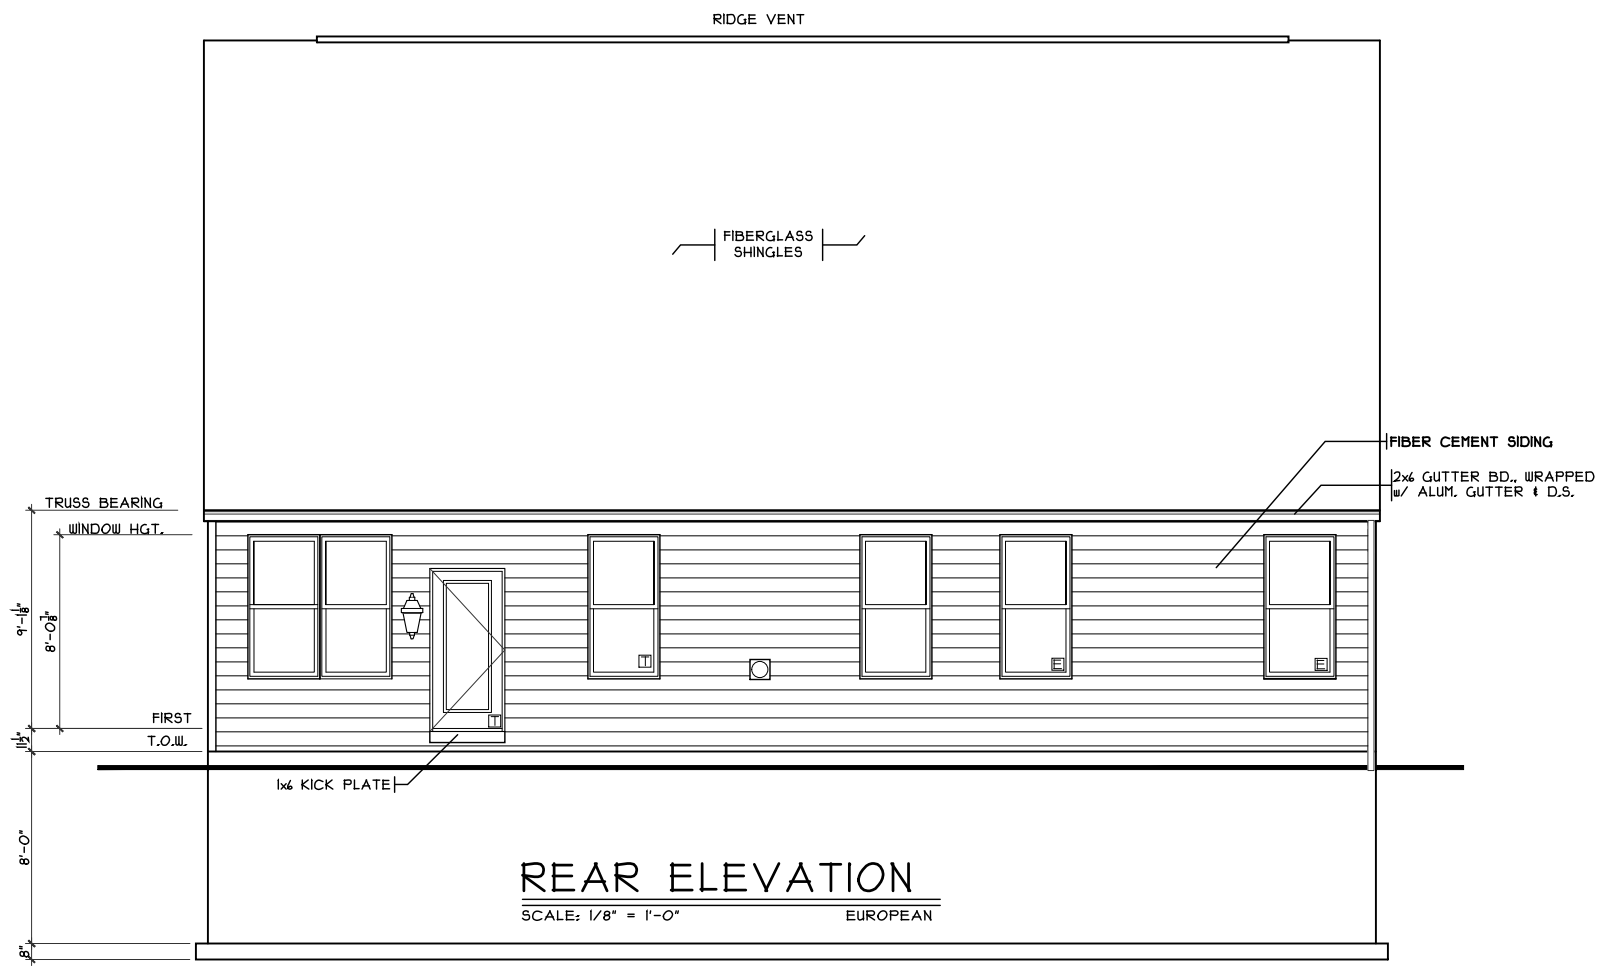 RIDGE VENT
FIBERGLASS
SHINGLES
FIBER CEMENT SIDING
2x6 GUTTER BD., WRAPPED
w/ ALUM. GUTTER & D.S.
TRUSS BEARING
WINDOW HGT.
9'-1 1/8"
8'-0 7/8"
T
E
E
T
FIRST
T.O.W.
11 1/2"
1x6 KICK PLATE
8'-0"
REAR ELEVATION
SCALE: 1/8" = 1'-0" EUROPEAN
8"